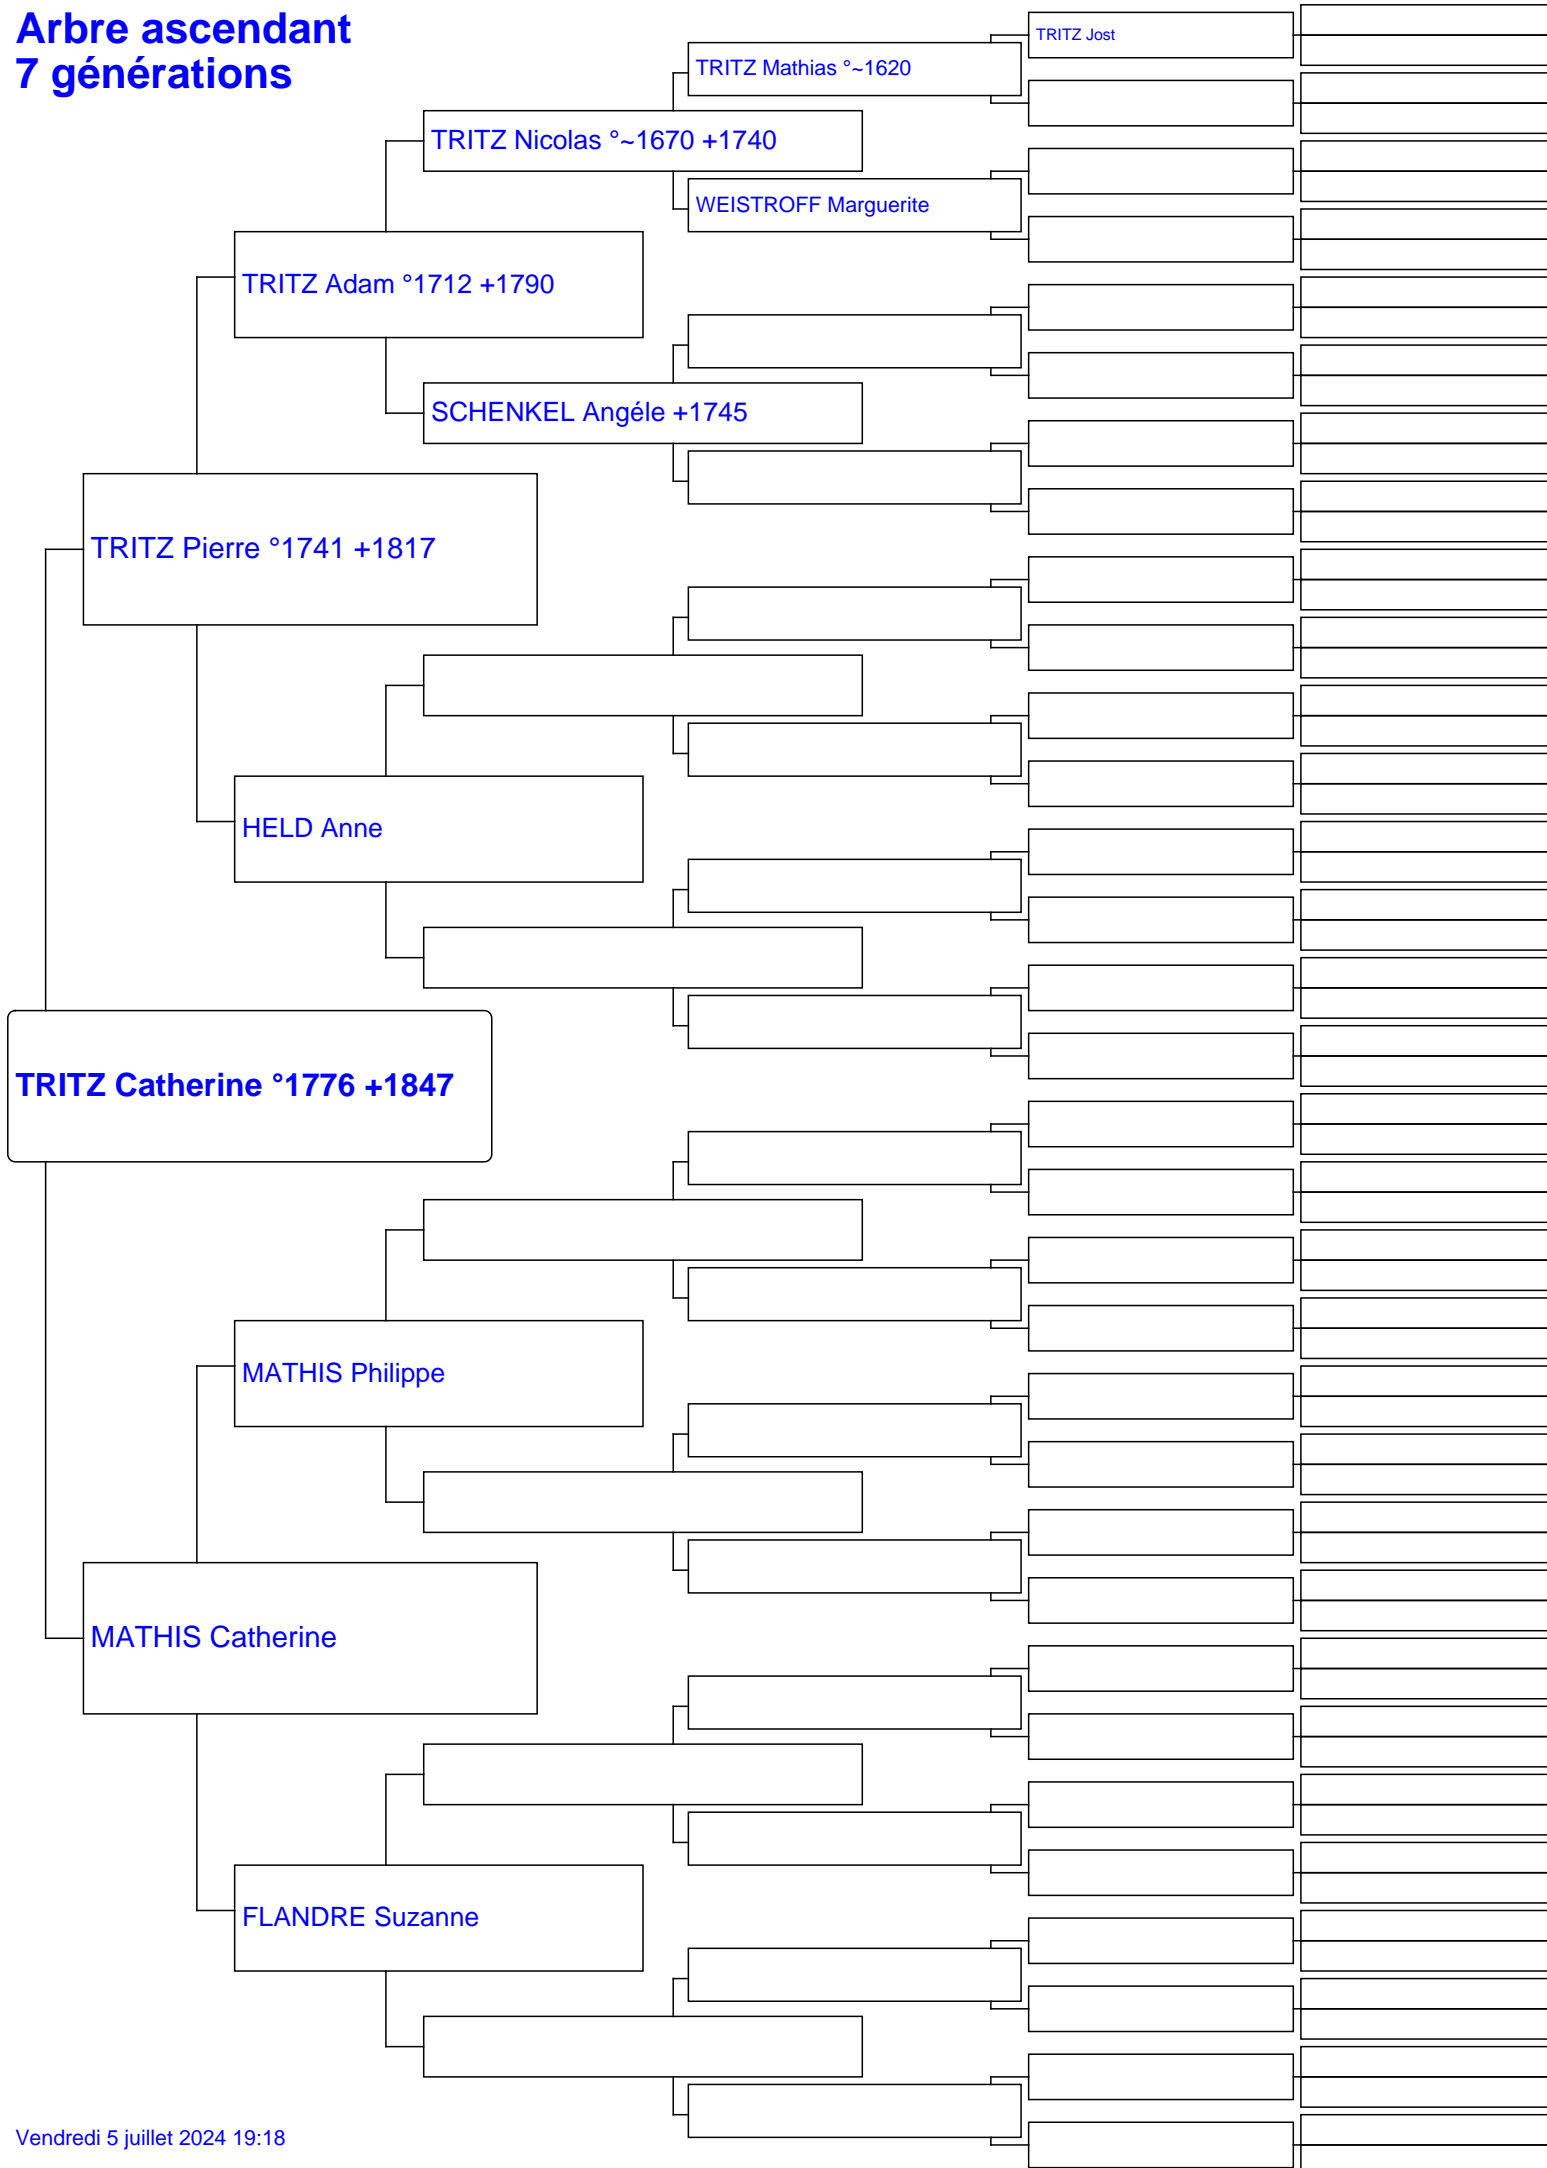 Arbre ascendant
7 générations
TRITZ Jost
TRITZ Mathias °~1620
TRITZ Nicolas °~1670 +1740
WEISTROFF Marguerite
TRITZ Adam °1712 +1790
SCHENKEL Angéle +1745
TRITZ Pierre °1741 +1817
HELD Anne
TRITZ Catherine °1776 +1847
MATHIS Philippe
MATHIS Catherine
FLANDRE Suzanne
Vendredi 5 juillet 2024 19:18